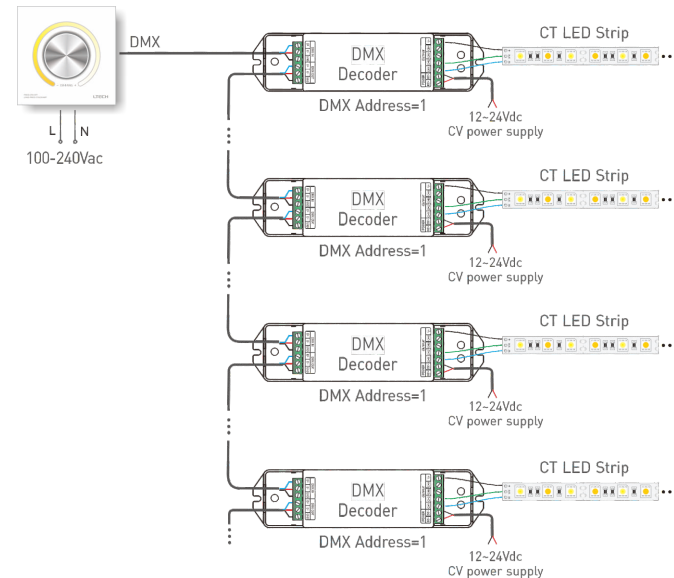 DMX
LTECH
L N
100-240Vac
DMX
Decoder
DMX Address=1
CT LED Strip
12~24Vdc
CV power supply
DMX
Decoder
DMX Address=1
CT LED Strip
12~24Vdc
CV power supply
DMX
Decoder
DMX Address=1
CT LED Strip
12~24Vdc
CV power supply
DMX
Decoder
DMX Address=1
CT LED Strip
12~24Vdc
CV power supply